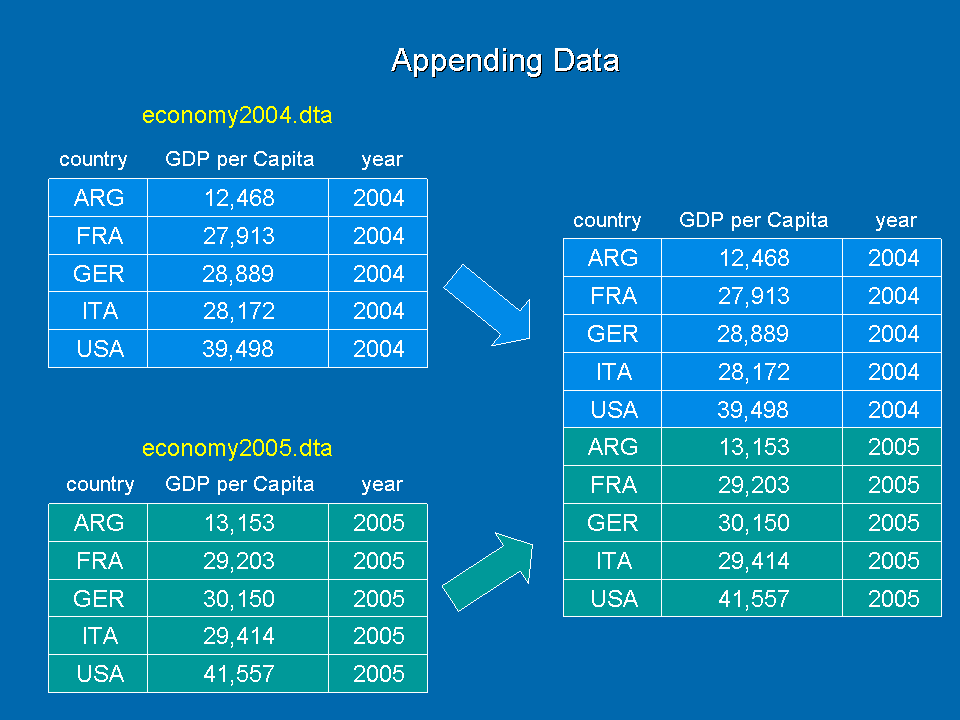 Appending Data
economy2004.dta
country GDP per Capita year
ARG 12,468 2004
FRA 27,913 2004
GER 28,889 2004
ITA 28,172 2004
USA 39,498 2004
economy2005.dta
country GDP per Capita year
ARG 13,153 2005
FRA 29,203 2005
GER 30,150 2005
ITA 29,414 2005
USA 41,557 2005
country GDP per Capita year
ARG 12,468 2004
FRA 27,913 2004
GER 28,889 2004
ITA 28,172 2004
USA 39,498 2004
ARG 13,153 2005
FRA 29,203 2005
GER 30,150 2005
ITA 29,414 2005
USA 41,557 2005